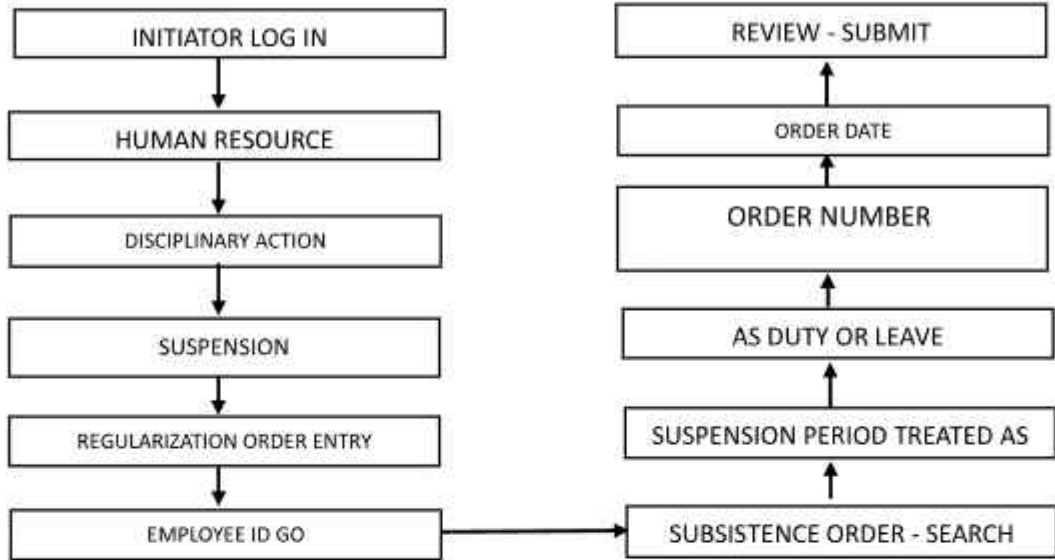 INITIATOR LOG IN
HUMAN RESOURCE
DISCIPLINARY ACTION
SUSPENSION
REGULARIZATION ORDER ENTRY
EMPLOYEE ID GO
SUBSISTENCE ORDER - SEARCH
SUSPENSION PERIOD TREATED AS
AS DUTY OR LEAVE
ORDER NUMBER
ORDER DATE
REVIEW - SUBMIT